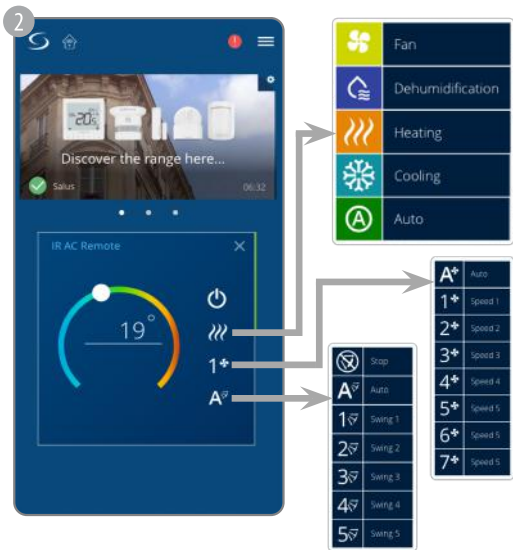 2
20.5
Discover the range here...
Salus
06:32
IR AC Remote
19°
1
A
Fan
Dehumidification
Heating
Cooling
A Auto
A Auto
1 Speed 1
2 Speed 2
3 Speed 3
4 Speed 4
5 Speed 5
6 Speed 5
7 Speed 5
Stop
A Auto
1 Swing 1
2 Swing 2
3 Swing 3
4 Swing 4
5 Swing 5